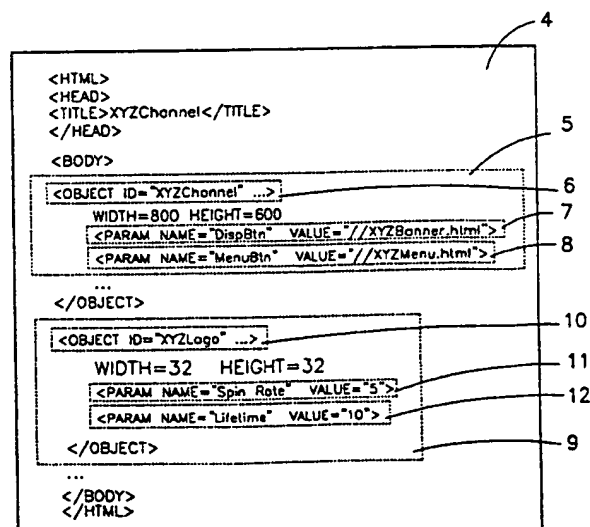 4
<HTML>
<HEAD>
<TITLE>XYZChannel</TITLE>
</HEAD>
<BODY>
5
<OBJECT ID="XYZChannel" ...>
6
WIDTH=800 HEIGHT=600
<PARAM NAME="DispBtn" VALUE="//XYZBanner.html">
7
<PARAM NAME="MenuBtn" VALUE="//XYZMenu.html">
8
...
</OBJECT>
<OBJECT ID="XYZLogo" ...>
10
WIDTH=32 HEIGHT=32
<PARAM NAME="Spin Rate" VALUE="5">
11
<PARAM NAME="Lifetime" VALUE="10">
12
</OBJECT>
9
...
</BODY>
</HTML>